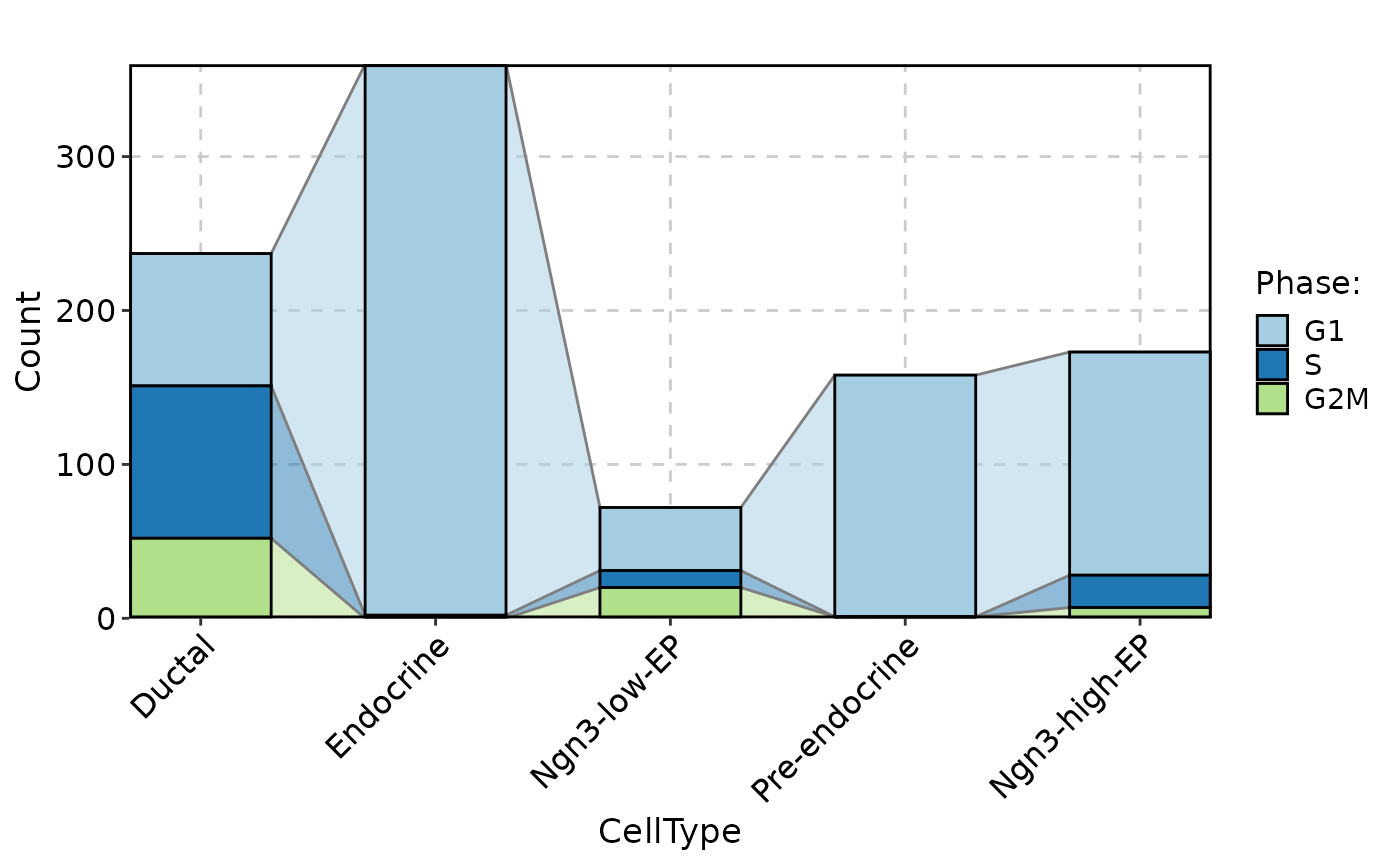 300
200
100
0
Count
Ductal
Endocrine
Ngn3-low-EP
Pre-endocrine
Ngn3-high-EP
CellType
Phase:
G1
S
G2M